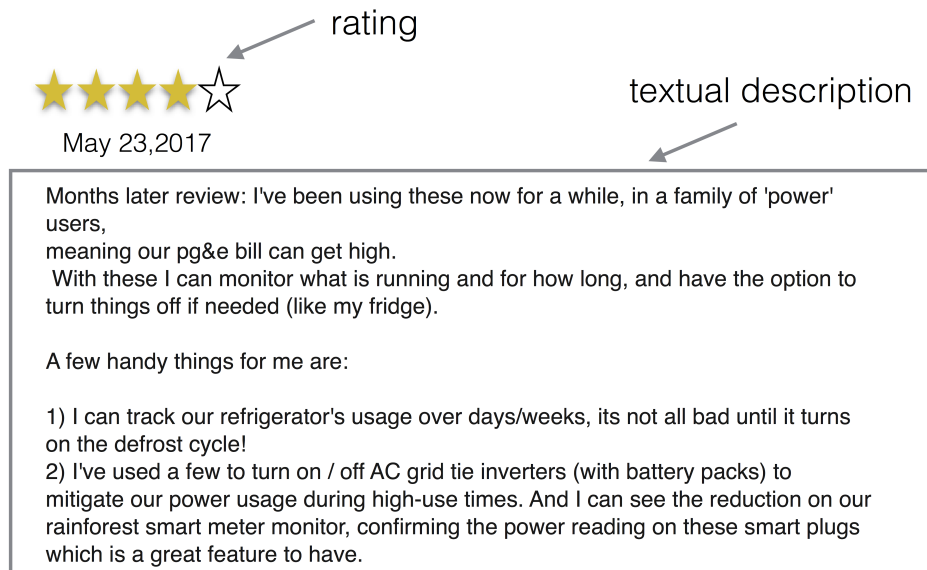 rating
textual description
May 23,2017
Months later review: I've been using these now for a while, in a family of 'power'
users,
meaning our pg&e bill can get high.
With these I can monitor what is running and for how long, and have the option to
turn things off if needed (like my fridge).
A few handy things for me are:
1) I can track our refrigerator's usage over days/weeks, its not all bad until it turns
on the defrost cycle!
2) I've used a few to turn on / off AC grid tie inverters (with battery packs) to
mitigate our power usage during high-use times. And I can see the reduction on our
rainforest smart meter monitor, confirming the power reading on these smart plugs
which is a great feature to have.